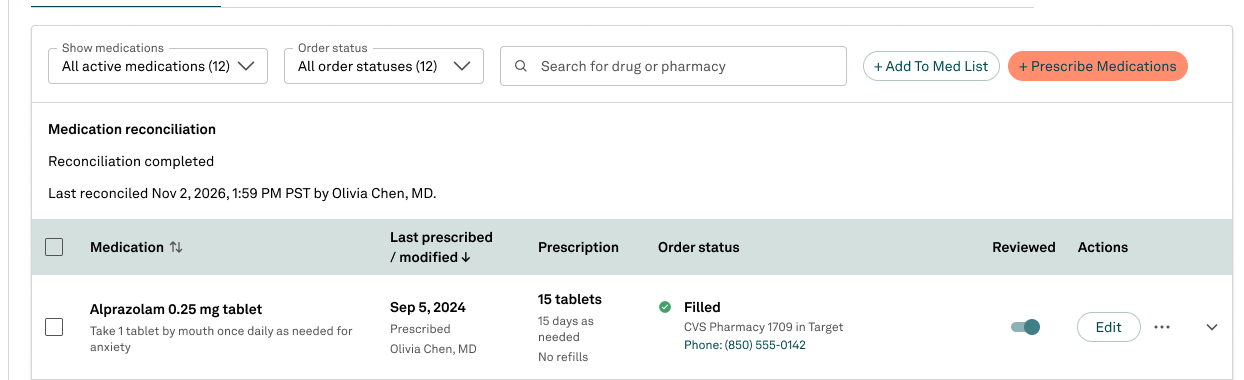 Show medications
All active medications (12)
Order status
All order statuses (12)
Search for drug or pharmacy
+ Add To Med List
+ Prescribe Medications
Medication reconciliation
Reconciliation completed
Last reconciled Nov 2, 2026, 1:59 PM PST by Olivia Chen, MD.
Medication
Last prescribed
/ modified
Prescription
Order status
Reviewed
Actions
Alprazolam 0.25 mg tablet
Take 1 tablet by mouth once daily as needed for
anxiety
Sep 5, 2024
Prescribed
Olivia Chen, MD
15 tablets
15 days as
needed
No refills
Filled
CVS Pharmacy 1709 in Target
Phone: (850) 555-0142
Edit